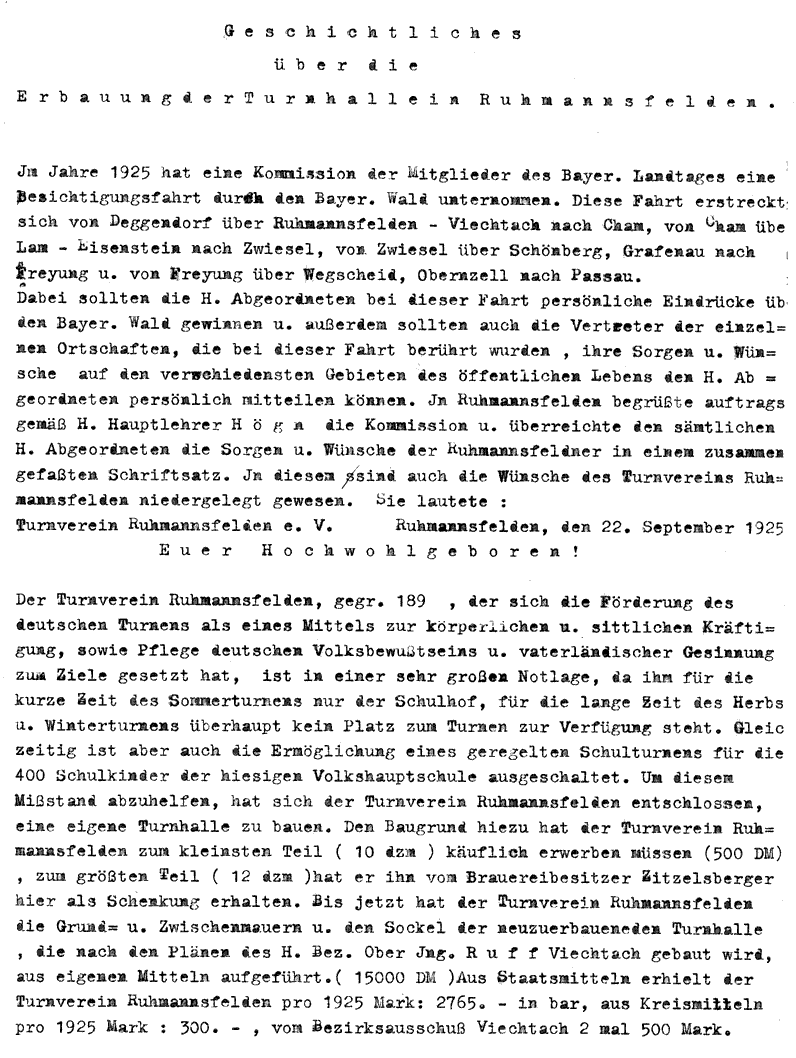 G e s c h i c h t l i c h e s
ü b e r d i e
E r b a u u n g d e r T u r n h a l l e i n R u h m a n n s f e l d e n .
Jm Jahre 1925 hat eine Kommission der Mitglieder des Bayer. Landtages eine
Besichtigungsfahrt durch den Bayer. Wald unternommen. Diese Fahrt erstreckt
sich von Deggendorf über Ruhmannsfelden - Viechtach nach Cham, von Cham übe
Lam - Eisenstein nach Zwiesel, von Zwiesel über Schönberg, Grafenau nach
Freyung u. von Freyung über Wegscheid, Obernzell nach Passau.
Dabei sollten die H. Abgeordneten bei dieser Fahrt persönliche Eindrücke üb
den Bayer. Wald gewinnen u. außerdem sollten auch die Vertreter der einzel=
nen Ortschaften, die bei dieser Fahrt berührt wurden , ihre Sorgen u. Wün=
sche auf den verschiedensten Gebieten des öffentlichen Lebens den H. Ab =
geordneten persönlich mitteilen können. Jn Ruhmannsfelden begrüßte auftrags
gemäß H. Hauptlehrer H ö g n die Kommission u. überreichte den sämtlichen
H. Abgeordneten die Sorgen u. Wünsche der Ruhmannsfeldner in einem zusammen
gefaßten Schriftsatz. Jn diesem sind auch die Wünsche des Turnvereins Ruh=
mannsfelden niedergelegt gewesen. Sie lautete :
Turnverein Ruhmannsfelden e. V. Ruhmannsfelden, den 22. September 1925
E u e r H o c h w o h l g e b o r e n !
Der Turnverein Ruhmannsfelden, gegr. 189 , der sich die Förderung des
deutschen Turnens als eines Mittels zur körperlichen u. sittlichen Kräfti=
gung, sowie Pflege deutschen Volksbewußtseins u. vaterländischer Gesinnung
zum Ziele gesetzt hat, ist in einer sehr großen Notlage, da ihm für die
kurze Zeit des Sommerturnens nur der Schulhof, für die lange Zeit des Herbs
u. Winterturnens überhaupt kein Platz zum Turnen zur Verfügung steht. Gleic
zeitig ist aber auch die Ermöglichung eines geregelten Schulturnens für die
400 Schulkinder der hiesigen Volkshauptschule ausgeschaltet. Um diesem
Mißstand abzuhelfen, hat sich der Turnverein Ruhmannsfelden entschlossen,
eine eigene Turnhalle zu bauen. Den Baugrund hiezu hat der Turnverein Ruh=
mannsfelden zum kleinsten Teil ( 10 dzm ) käuflich erwerben müssen (500 DM)
, zum größten Teil ( 12 dzm )hat er ihn vom Brauereibesitzer Zitzelsberger
hier als Schenkung erhalten. Bis jetzt hat der Turnverein Ruhmannsfelden
die Grund= u. Zwischenmauern u. den Sockel der neuzuerbaueneden Turnhalle
, die nach den Plänen des H. Bez. Ober Jng. R u f f Viechtach gebaut wird,
aus eigenen Mitteln aufgeführt.( 15000 DM )Aus Staatsmitteln erhielt der
Turnverein Ruhmannsfelden pro 1925 Mark: 2765. - in bar, aus Kreismitteln
pro 1925 Mark : 300. - , vom Bezirksausschuß Viechtach 2 mal 500 Mark.